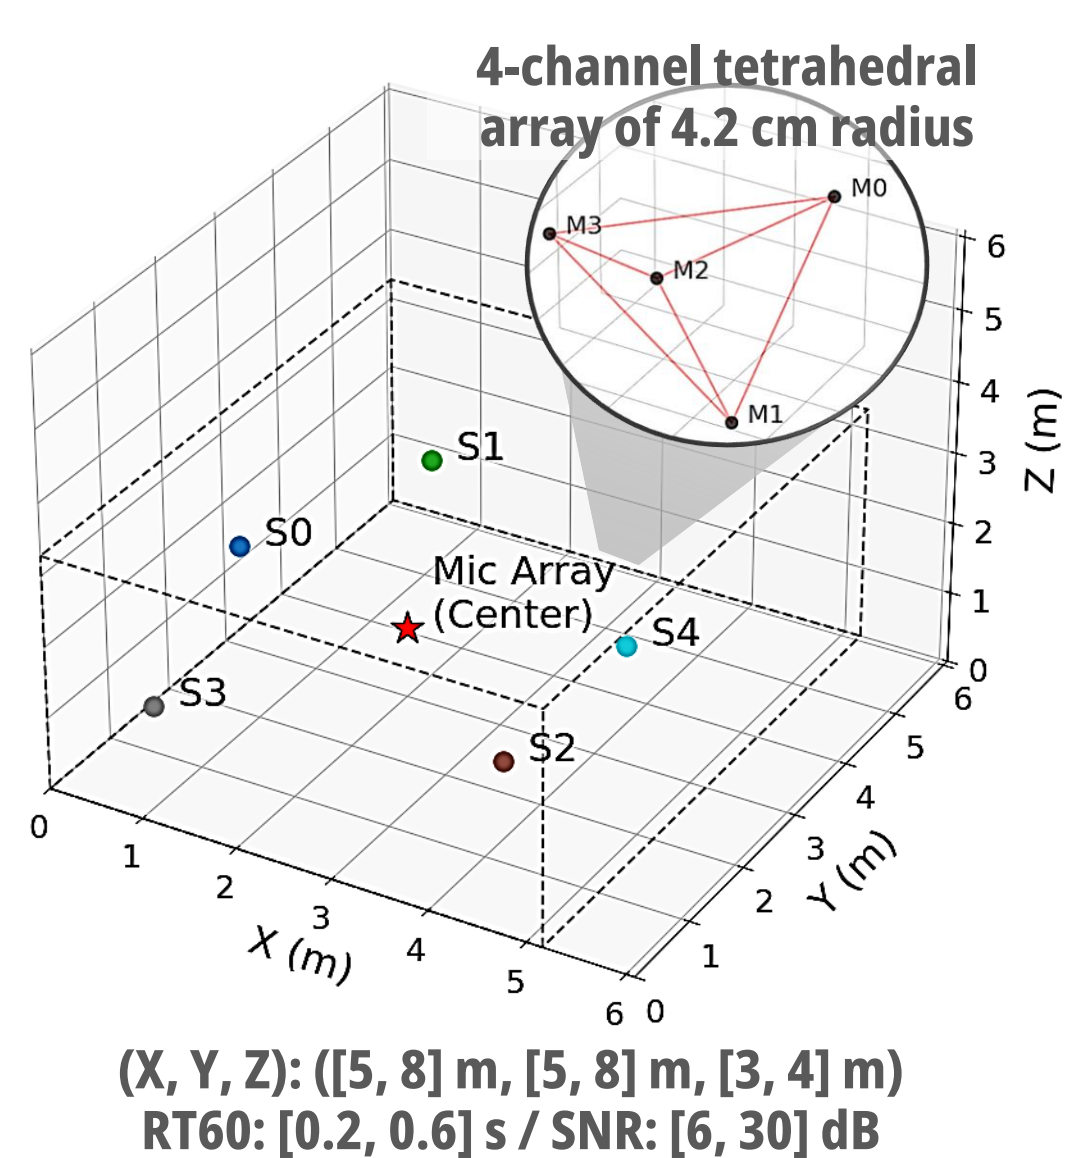 4-channel tetrahedral
array of 4.2 cm radius
M0
M3
M2
M1
S1
S0
Mic Array
(Center)
S4
S3
S2
6
5
4
3
2
1
0
Z (m)
0
1
2
3
4
5
6
X (m)
0
1
2
3
4
5
6
Y (m)
(X, Y, Z): ([5, 8] m, [5, 8] m, [3, 4] m)
RT60: [0.2, 0.6] s / SNR: [6, 30] dB